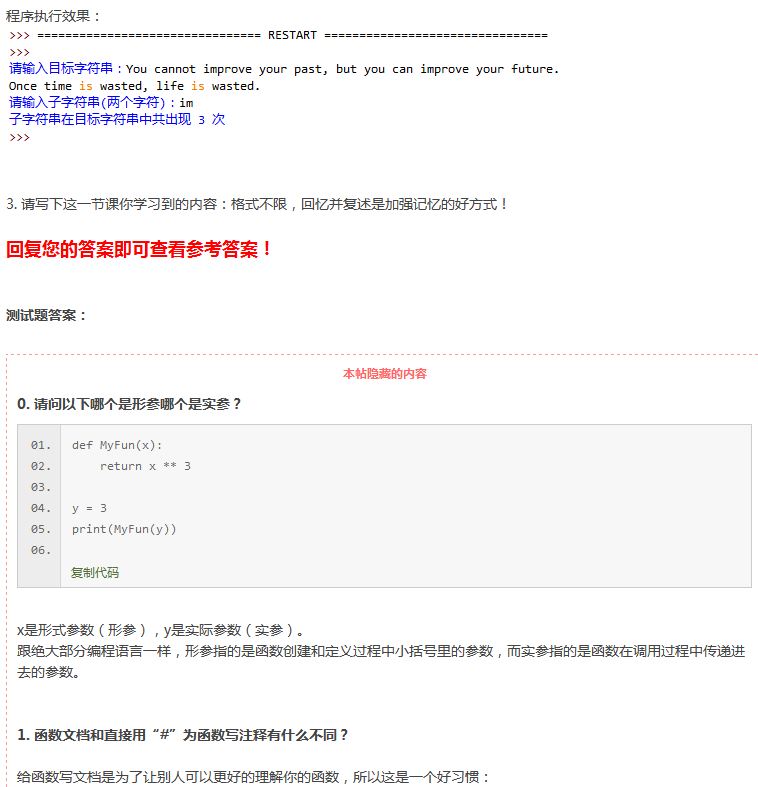 程序执行效果：
>>> ================================ RESTART ================================
>>>
请输入目标字符串：You cannot improve your past, but you can improve your future.
Once time is wasted, life is wasted.
请输入子字符串(两个字符)：im
子字符串在目标字符串中共出现 3 次
>>>
3. 请写下这一节课你学习到的内容：格式不限，回忆并复述是加强记忆的好方式！
回复您的答案即可查看参考答案！
测试题答案：
本帖隐藏的内容
0. 请问以下哪个是形参哪个是实参？
01. def MyFun(x):
02.     return x ** 3
03.
04. y = 3
05. print(MyFun(y))
06.
复制代码
x是形式参数（形参），y是实际参数（实参）。
跟绝大部分编程语言一样，形参指的是函数创建和定义过程中小括号里的参数，而实参指的是函数在调用过程中传递进
去的参数。
1. 函数文档和直接用“#”为函数写注释有什么不同？
给函数写文档是为了让别人可以更好的理解你的函数，所以这是一个好习惯：